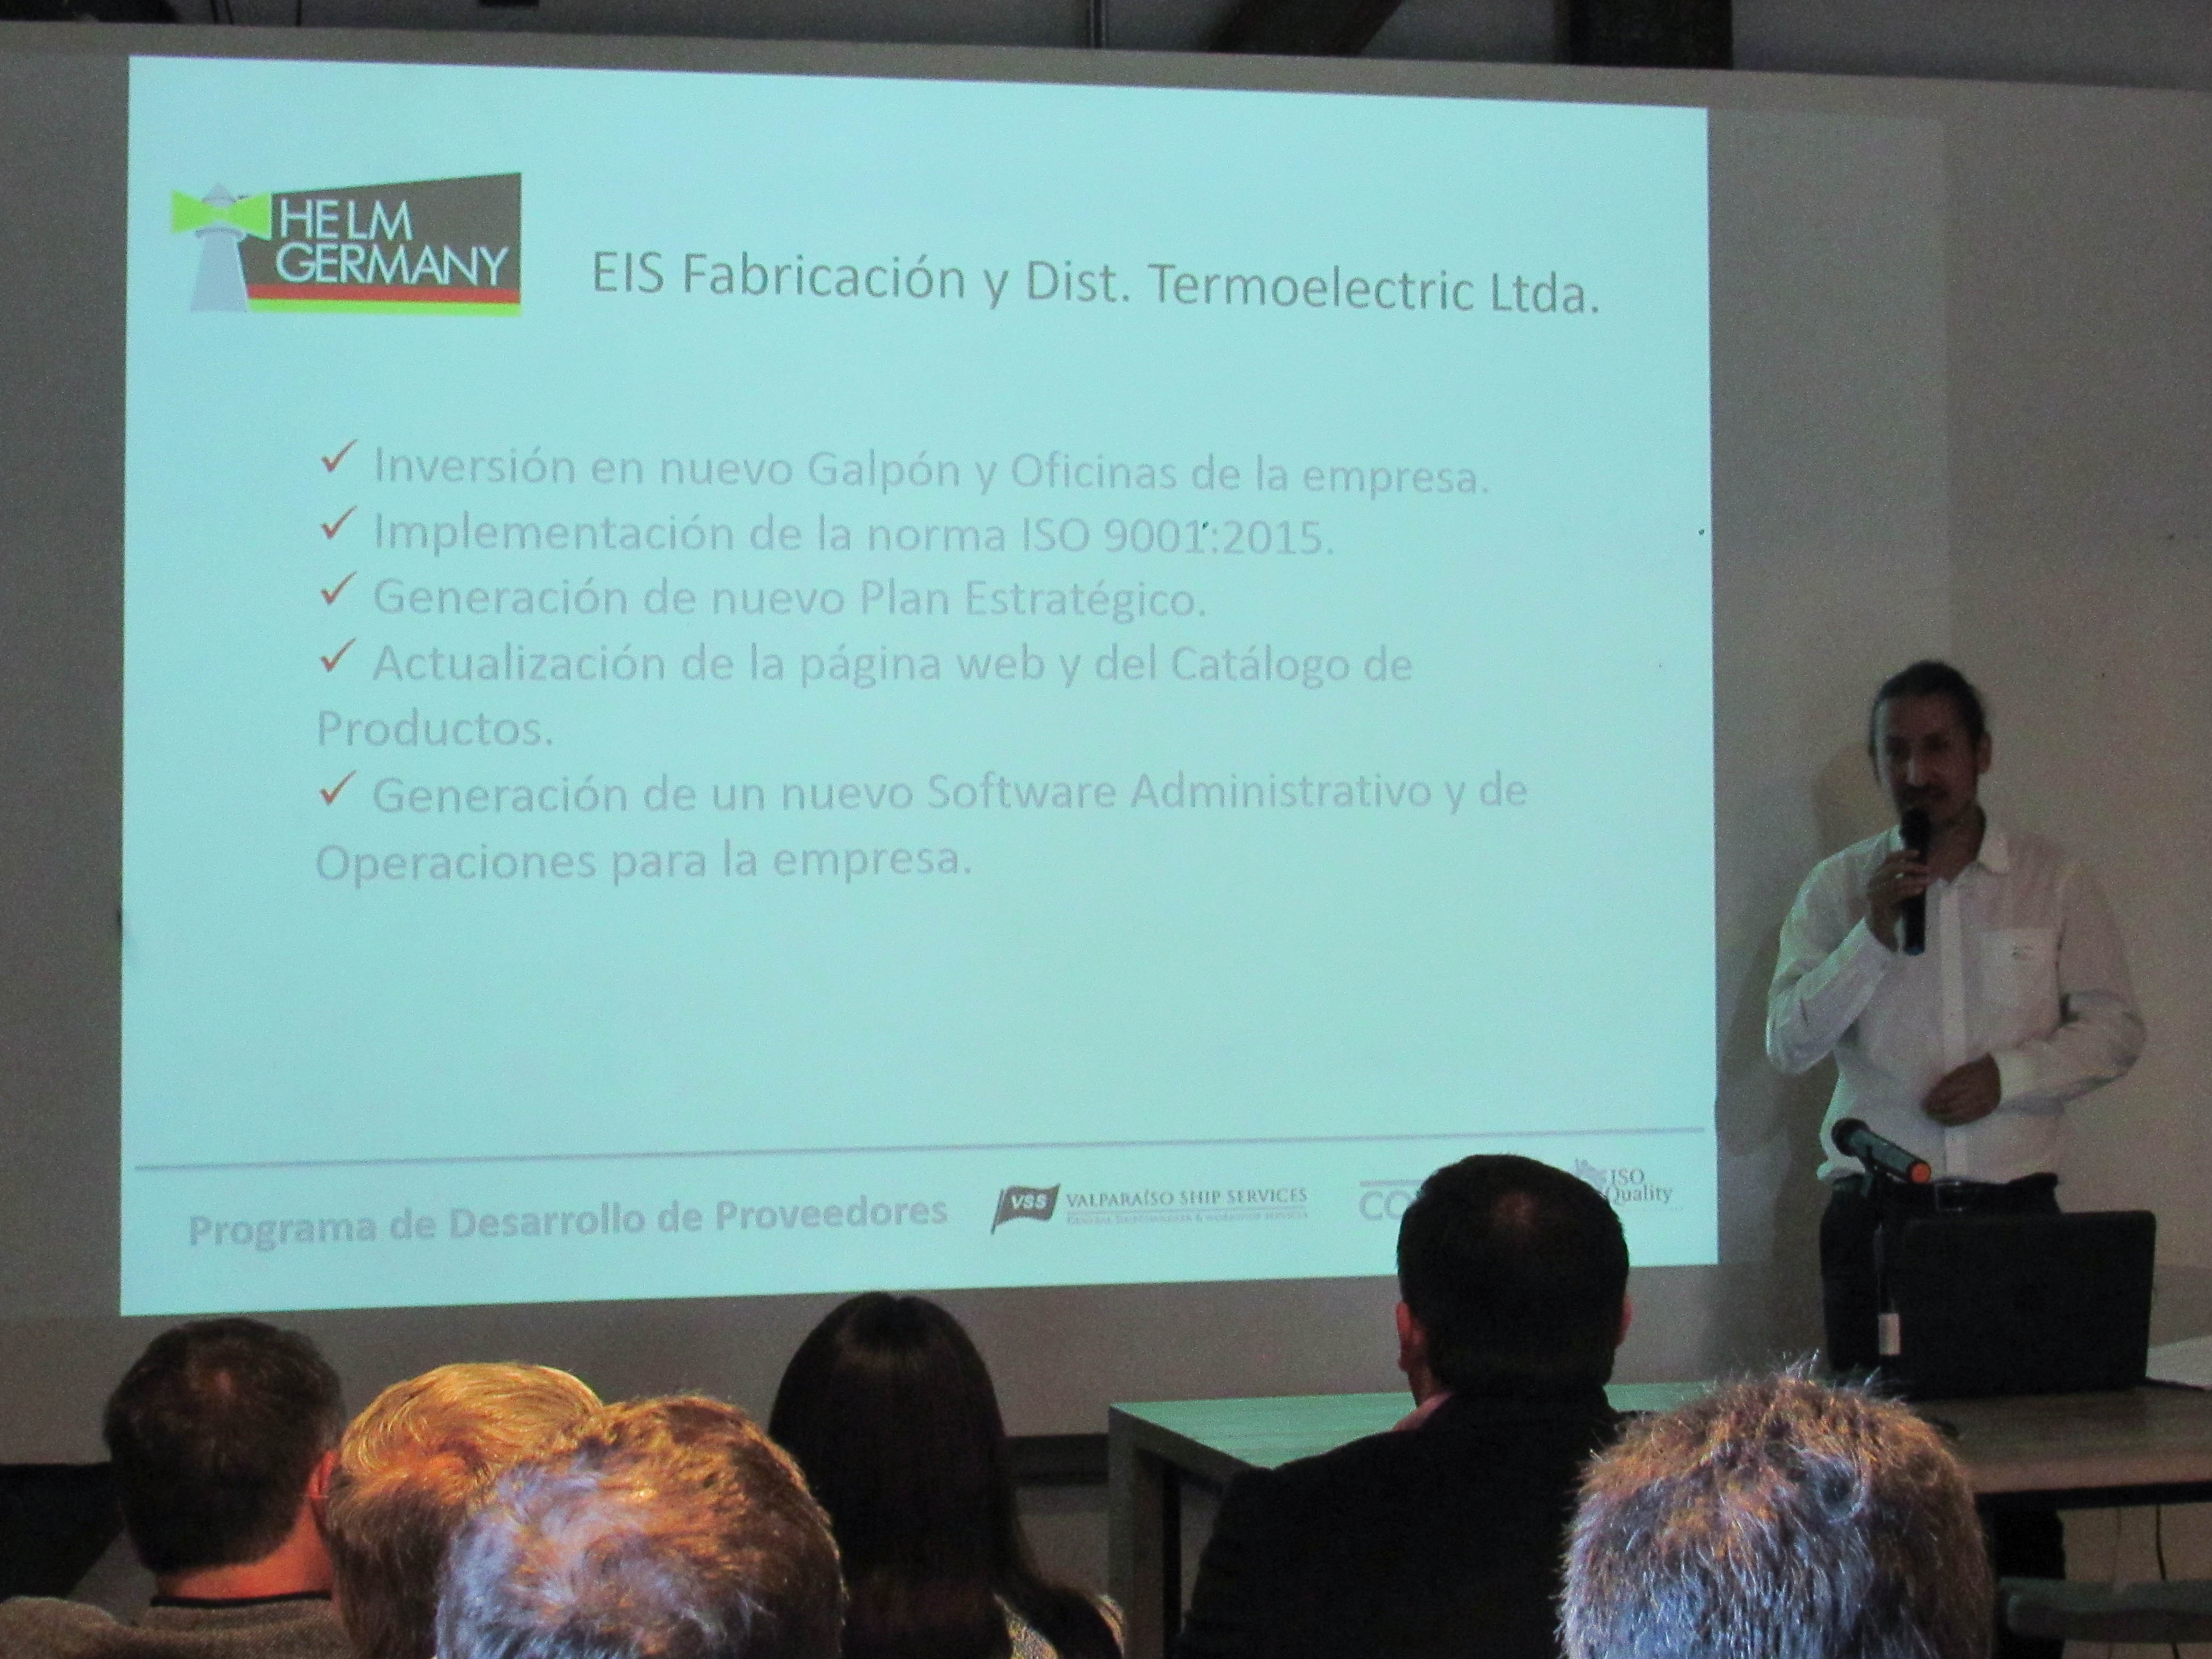 HELM
GERMANY
EIS Fabricación y Dist. Termoelectric Ltda.
✓ Inversión en nuevo Galpón y Oficinas de la empresa.
✓ Implementación de la norma ISO 9001:2015.
✓ Generación de nuevo Plan Estratégico.
✓ Actualización de la página web y del Catálogo de
Productos.
✓ Generación de un nuevo Software Administrativo y de
Operaciones para la empresa.
Programa de Desarrollo de Proveedores
VSS
VALPARAÍSO SHIP SERVICES
ISO
Quality